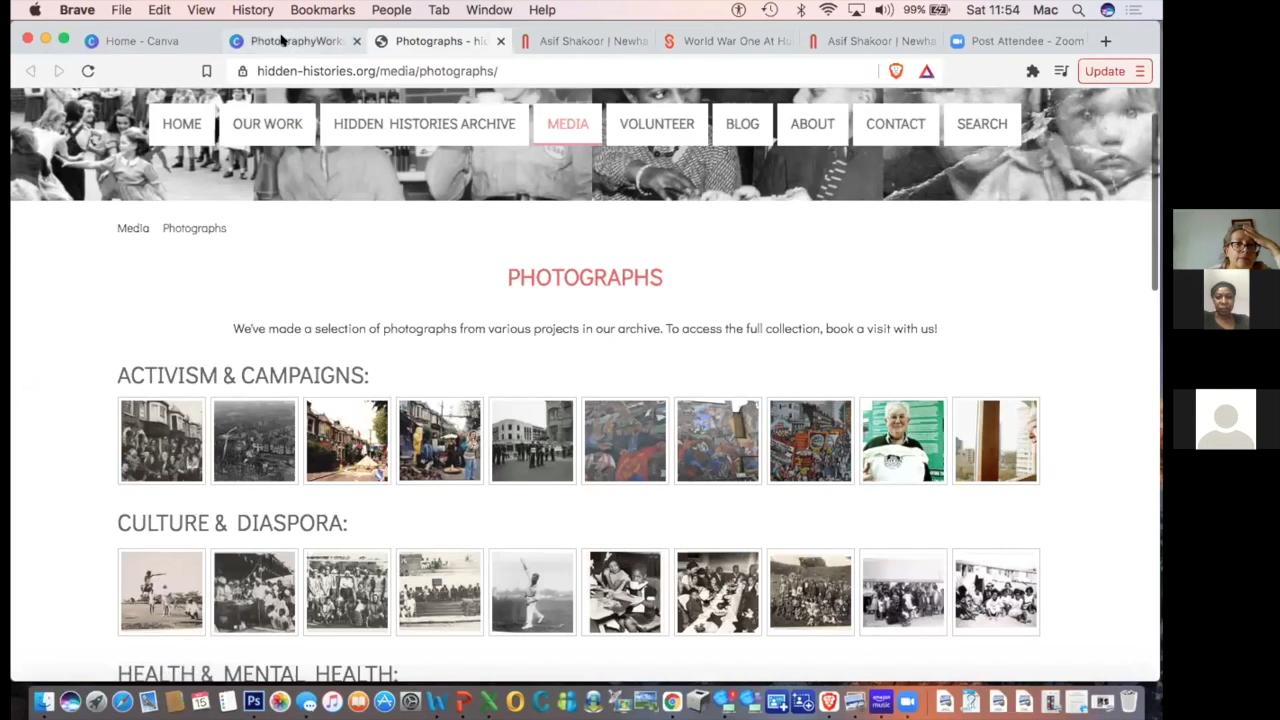 Brave File Edit View History Bookmarks People Tab Window Help 99% Sat 11:54 Mac
Home - Canva PhotographyWorks Photographs - hid Asif Shakoor | Newha World War One At Hu Asif Shakoor | Newha Post Attendee - Zoom
hidden-histories.org/media/photographs/ Update
HOME OUR WORK HIDDEN HISTORIES ARCHIVE MEDIA VOLUNTEER BLOG ABOUT CONTACT SEARCH
Media Photographs
PHOTOGRAPHS
We've made a selection of photographs from various projects in our archive. To access the full collection, book a visit with us!
ACTIVISM & CAMPAIGNS:
CULTURE & DIASPORA:
HEALTH & MENTAL HEALTH: